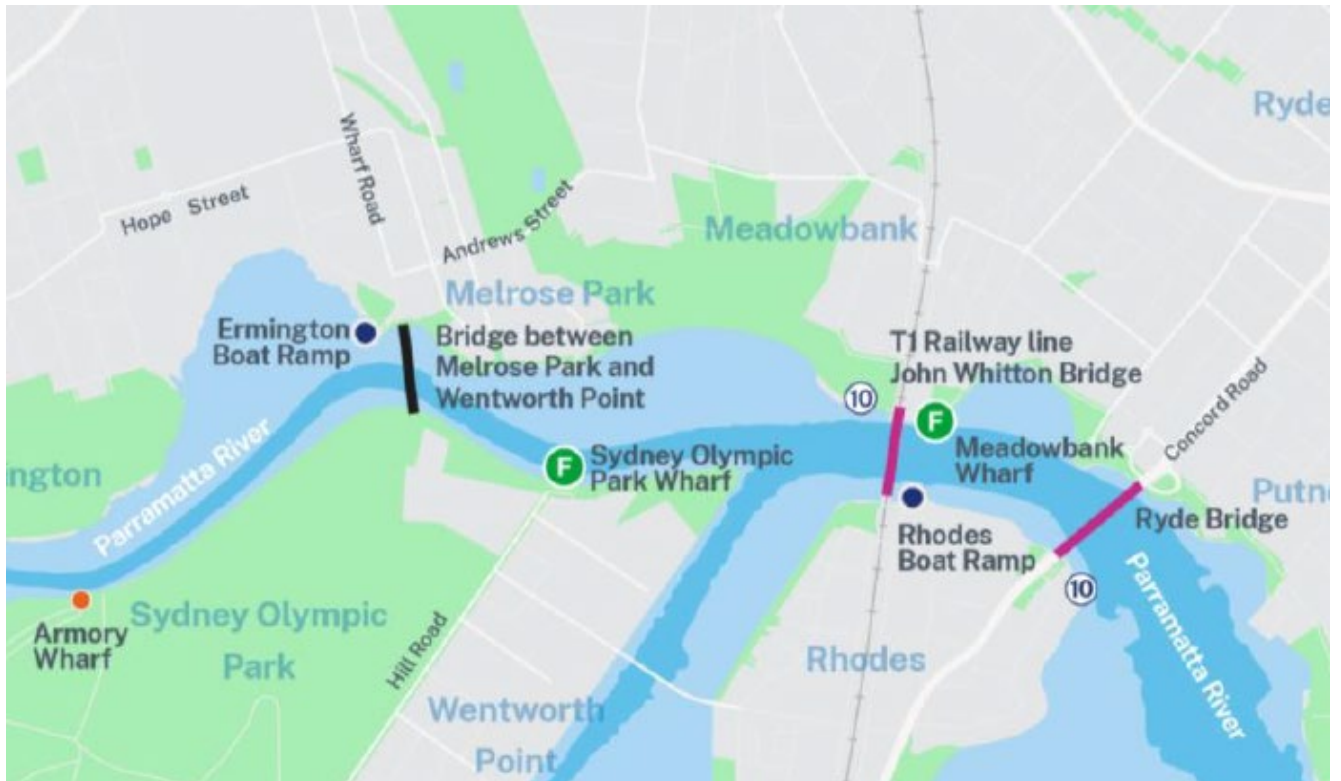 Ryde
Wharf Road
Hope Street
Andrews Street
Meadowbank
Melrose Park
Ermington
Boat Ramp
Bridge between
Melrose Park and
Wentworth Point
T1 Railway line
John Whitton Bridge
10
F
Meadowbank
Wharf
Concord Road
F
Sydney Olympic
Park Wharf
Parramatta River
ngton
Rhodes
Boat Ramp
Ryde Bridge
Putn
10
Armory
Wharf
Sydney Olympic
Park
Hill Road
Rhodes
Parramatta River
Wentworth
Point